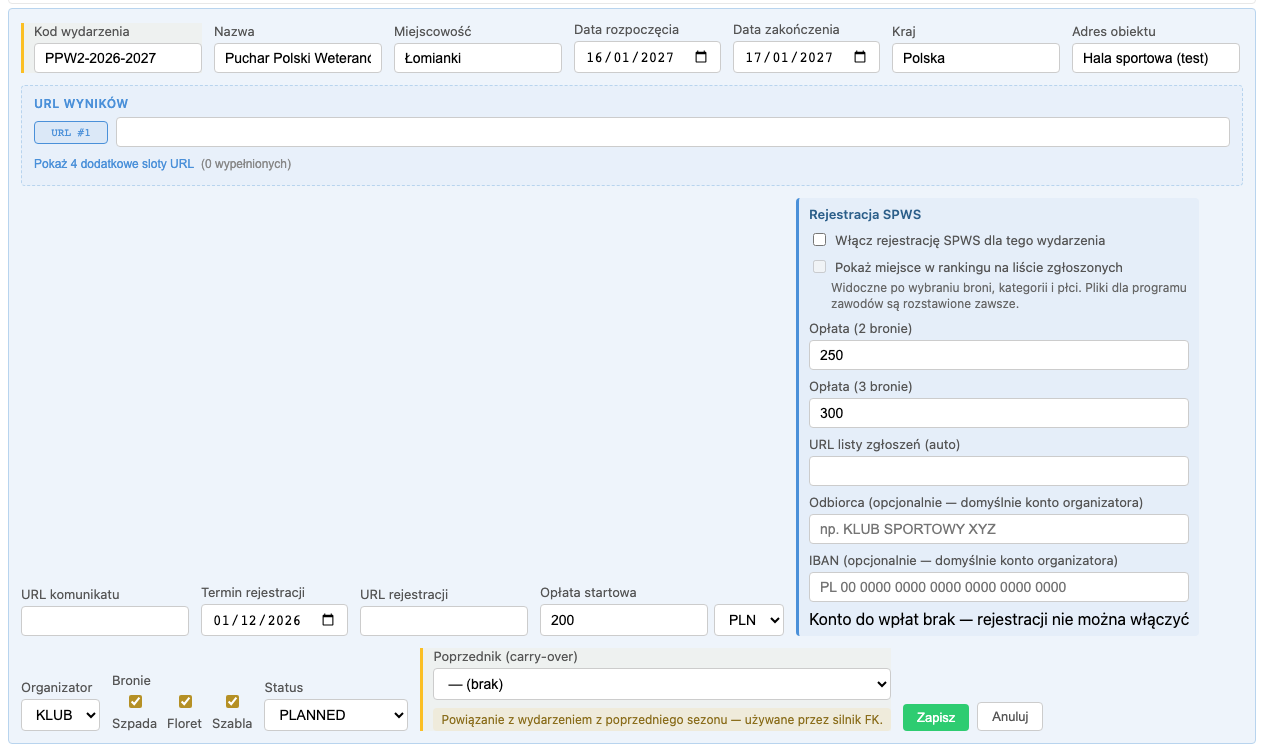 Kod wydarzenia
Nazwa
Miejscowość
Data rozpoczęcia
Data zakończenia
Kraj
Adres obiektu
PPW2-2026-2027
Puchar Polski Weteranc
Łomianki
16/01/2027
17/01/2027
Polska
Hala sportowa (test)
URL WYNIKÓW
URL #1
Pokaż 4 dodatkowe sloty URL (0 wypełnionych)
Rejestracja SPWS
Włącz rejestrację SPWS dla tego wydarzenia
Pokaż miejsce w rankingu na liście zgłoszonych
Widoczne po wybraniu broni, kategorii i płci. Pliki dla programu
zawodów są rozstawione zawsze.
Opłata (2 bronie)
250
Opłata (3 bronie)
300
URL listy zgłoszeń (auto)
Odbiorca (opcjonalnie — domyślnie konto organizatora)
np. KLUB SPORTOWY XYZ
IBAN (opcjonalnie — domyślnie konto organizatora)
PL 00 0000 0000 0000 0000 0000 0000
Konto do wpłat brak — rejestracji nie można włączyć
URL komunikatu
Termin rejestracji
URL rejestracji
Opłata startowa
01/12/2026
200
PLN
Organizator
Bronie
Status
KLUB
Szpada
Floret
Szabla
PLANNED
Poprzednik (carry-over)
— (brak)
Powiązanie z wydarzeniem z poprzedniego sezonu — używane przez silnik FK.
Zapisz
Anuluj